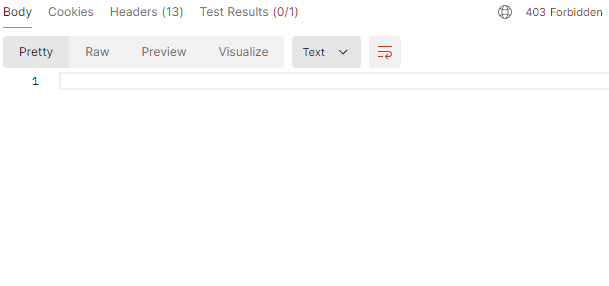 Body Cookies Headers (13) Test Results (0/1) 403 Forbidden
Pretty Raw Preview Visualize Text
1